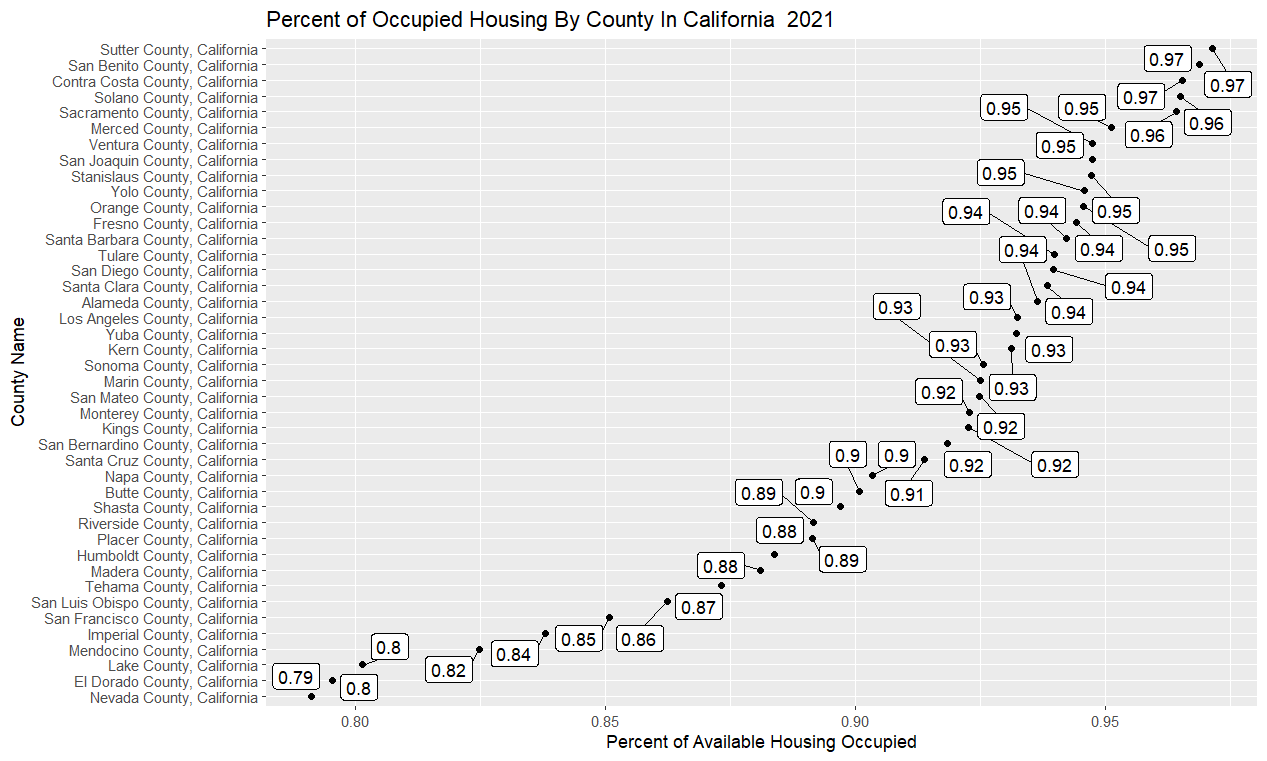 Percent of Occupied Housing By County In California  2021
County Name
Sutter County, California
San Benito County, California
Contra Costa County, California
Solano County, California
Sacramento County, California
Merced County, California
Ventura County, California
San Joaquin County, California
Stanislaus County, California
Yolo County, California
Orange County, California
Fresno County, California
Santa Barbara County, California
Tulare County, California
San Diego County, California
Santa Clara County, California
Alameda County, California
Los Angeles County, California
Yuba County, California
Kern County, California
Sonoma County, California
Marin County, California
San Mateo County, California
Monterey County, California
Kings County, California
San Bernardino County, California
Santa Cruz County, California
Napa County, California
Butte County, California
Shasta County, California
Riverside County, California
Placer County, California
Humboldt County, California
Madera County, California
Tehama County, California
San Luis Obispo County, California
San Francisco County, California
Imperial County, California
Mendocino County, California
Lake County, California
El Dorado County, California
Nevada County, California
0.97
0.97
0.97
0.95
0.95
0.96
0.96
0.95
0.95
0.94
0.94
0.95
0.94
0.94
0.95
0.94
0.93
0.93
0.94
0.93
0.93
0.93
0.92
0.92
0.9
0.9
0.92
0.92
0.89
0.9
0.91
0.88
0.89
0.88
0.87
0.85
0.86
0.8
0.84
0.82
0.79
0.8
0.80
0.85
0.90
0.95
Percent of Available Housing Occupied